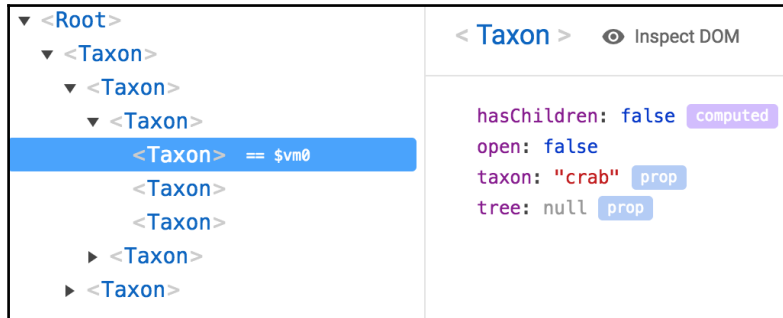 ▼ <Root>
▼ <Taxon>
▼ <Taxon>
▼ <Taxon>
<Taxon> == $vm0
<Taxon>
<Taxon>
▶ <Taxon>
▶ <Taxon>
< Taxon > Inspect DOM
hasChildren: false computed
open: false
taxon: "crab" prop
tree: null prop